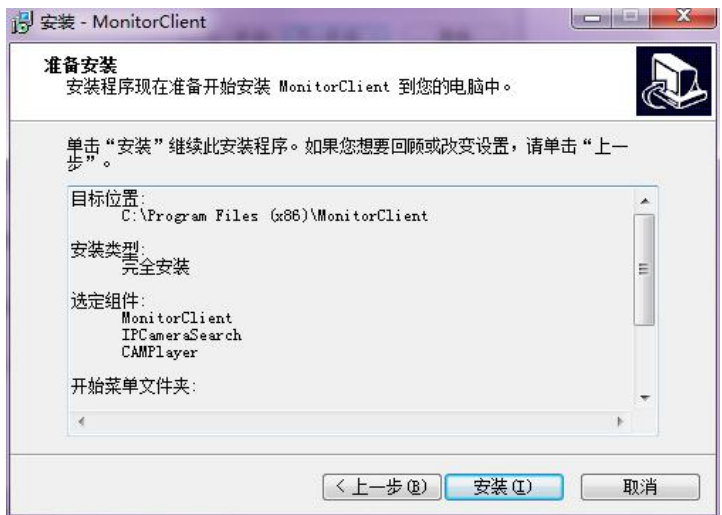 安装 - MonitorClient
准备安装
安装程序现在准备开始安装 MonitorClient 到您的电脑中。
单击“安装”继续此安装程序。如果您想要回顾或改变设置，请单击“上一
步”。
目标位置:
C:\Program Files (x86)\MonitorClient
安装类型:
完全安装
选定组件:
MonitorClient
IPCameraSearch
CAMPlayer
开始菜单文件夹:
< 上一步(B)
安装(I)
取消